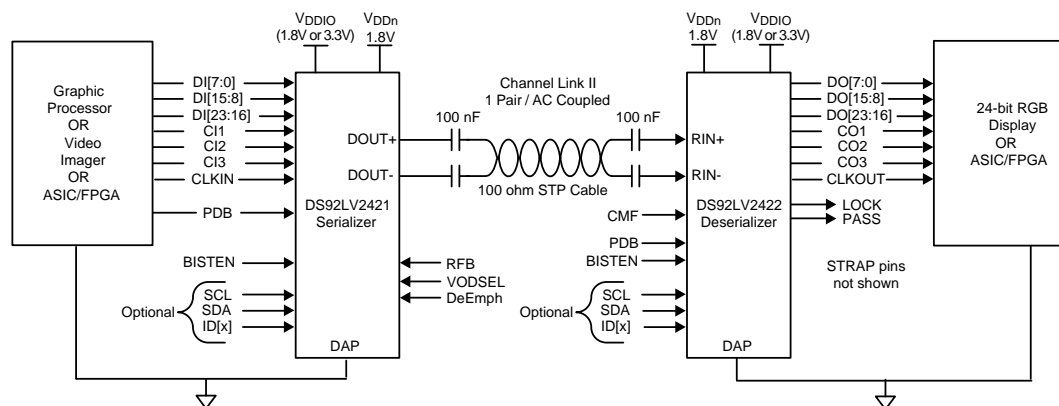 VDDIO
(1.8V or 3.3V)
VDDn
1.8V
VDDn
1.8V
VDDIO
(1.8V or 3.3V)
Graphic
Processor
OR
Video
Imager
OR
ASIC/FPGA
DI[7:0]
DI[15:8]
DI[23:16]
CI1
CI2
CI3
CLKIN
PDB
BISTEN
Optional
SCL
SDA
ID[x]
DOUT+
DOUT-
DS92LV2421
Serializer
DAP
RFB
VODSEL
DeEmph
Channel Link II
1 Pair / AC Coupled
100 nF
100 nF
100 ohm STP Cable
CMF
PDB
BISTEN
Optional
SCL
SDA
ID[x]
RIN+
RIN-
DS92LV2422
Deserializer
DAP
DO[7:0]
DO[15:8]
DO[23:16]
CO1
CO2
CO3
CLKOUT
LOCK
PASS
STRAP pins
not shown
24-bit RGB
Display
OR
ASIC/FPGA